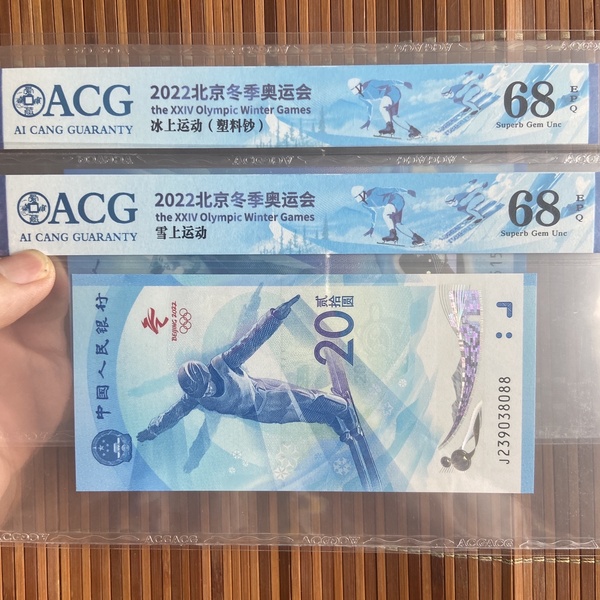 ACG
AI CANG GUARANTY
2022北京冬季奥运会
the XXIV Olympic Winter Games
冰上运动（塑料钞）
68
EPQ
Superb Gem Unc
ACG
AI CANG GUARANTY
2022北京冬季奥运会
the XXIV Olympic Winter Games
雪上运动
68
EPQ
Superb Gem Unc
中国人民银行
BEIJING 2022
贰拾圆
20
J239038088